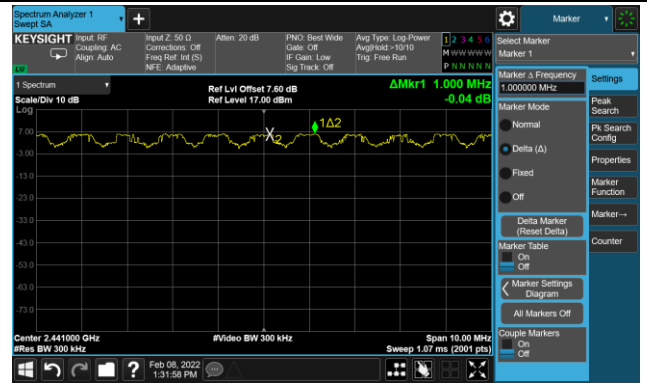 Spectrum Analyzer 1
Swept SA
Marker
KEYSIGHT Input: RF
Coupling: AC
Align: Auto
Input Z: 50 Ω
Corrections: Off
Freq Ref: Int (S)
NFE: Adaptive
Atten: 20 dB
PNO: Best Wide
Gate: Off
IF Gain: Low
Sig Track: Off
Avg Type: Log-Power
Avg|Hold:>10/10
Trig: Free Run
1 2 3 4 5 6
M W W W W W
P N N N N N
Select Marker
Marker 1
1 Spectrum
Scale/Div 10 dB
Log
Ref Lvl Offset 7.60 dB
Ref Level 17.00 dBm
ΔMkr1 1.000 MHz
-0.04 dB
7.00
-3.00
-13.0
-23.0
-33.0
-43.0
-53.0
-63.0
-73.0
1Δ2
X2
Center 2.441000 GHz
#Res BW 300 kHz
#Video BW 300 kHz
Span 10.00 MHz
Sweep 1.07 ms (2001 pts)
Marker Δ Frequency
1.000000 MHz
Marker Mode
Normal
Delta (Δ)
Fixed
Off
Delta Marker
(Reset Delta)
Marker Table
On
Off
Marker Settings
Diagram
All Markers Off
Couple Markers
On
Off
Settings
Peak
Search
Pk Search
Config
Properties
Marker
Function
Marker→
Counter
Feb 08, 2022
1:31:58 PM